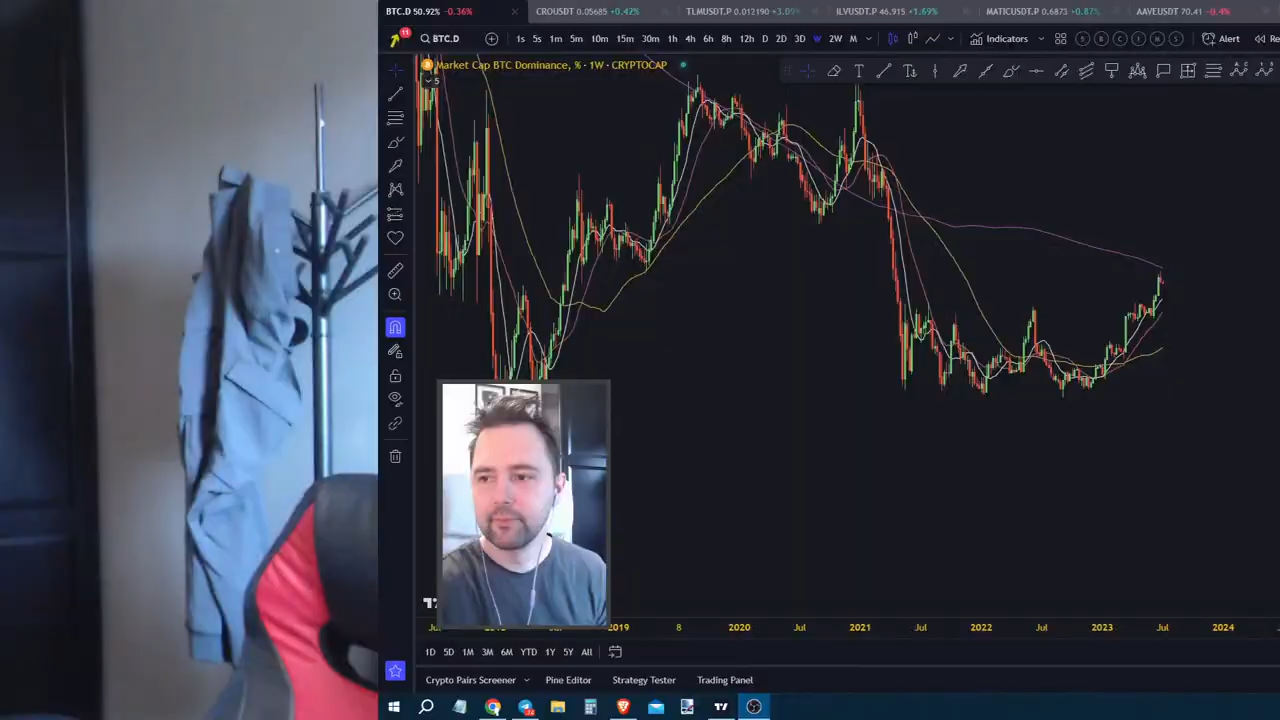 BTC.D 50.92% -0.36%
CROUSDT 0.05685 +0.42%
TLMUSDT.P 0.012190 +3.09%
ILVUSDT.P 46.915 +1.69%
MATICUSDT.P 0.6873 +0.87%
AAVEUSDT 70.41 -0.4%
11
BTC.D
1s 5s 1m 5m 10m 15m 30m 1h 4h 6h 8h 12h D 2D 3D W 2W M
Indicators
Alert
Market Cap BTC Dominance, % · 1W · CRYPTOCAP
5
2019 8 2020 Jul 2021 Jul 2022 Jul 2023 Jul 2024
1D 5D 1M 3M 6M YTD 1Y 5Y All
Crypto Pairs Screener Pine Editor Strategy Tester Trading Panel